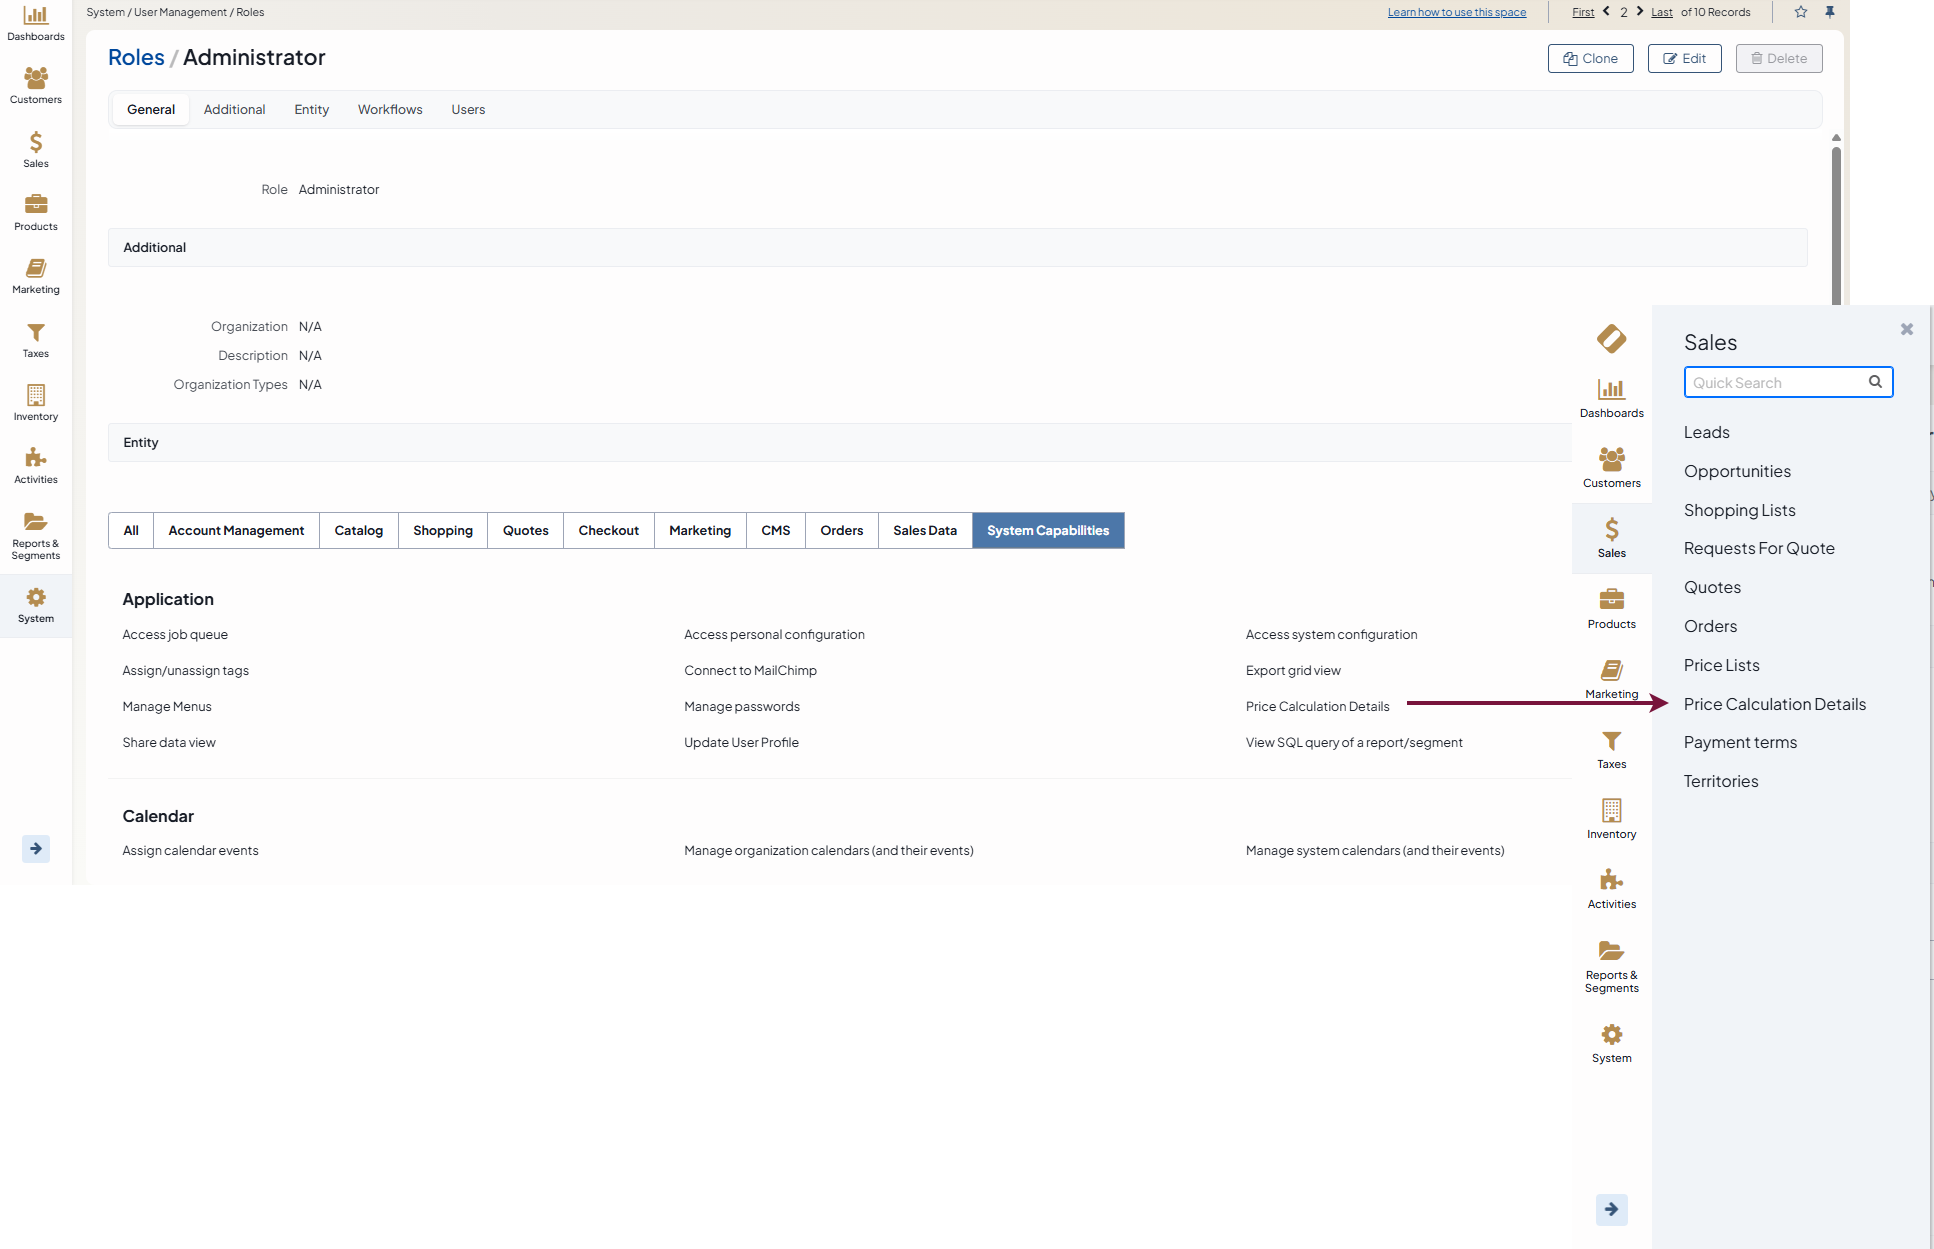 Dashboards
Customers
Sales
Products
Marketing
Taxes
Inventory
Activities
Reports &
Segments
System
System / User Management / Roles
Learn how to use this space
First 2 Last of 10 Records
Roles / Administrator
Clone Edit Delete
General Additional Entity Workflows Users
Role Administrator
Additional
Organization N/A
Description N/A
Organization Types N/A
Entity
All Account Management Catalog Shopping Quotes Checkout Marketing CMS Orders Sales Data System Capabilities
Application
Access job queue Access personal configuration Access system configuration
Assign/unassign tags Connect to MailChimp Export grid view
Manage Menus Manage passwords Price Calculation Details
Share data view Update User Profile View SQL query of a report/segment
Calendar
Assign calendar events Manage organization calendars (and their events) Manage system calendars (and their events)
Dashboards
Customers
Sales
Products
Marketing
Taxes
Inventory
Activities
Reports &
Segments
System
Sales
Quick Search
Leads
Opportunities
Shopping Lists
Requests For Quote
Quotes
Orders
Price Lists
Price Calculation Details
Payment terms
Territories